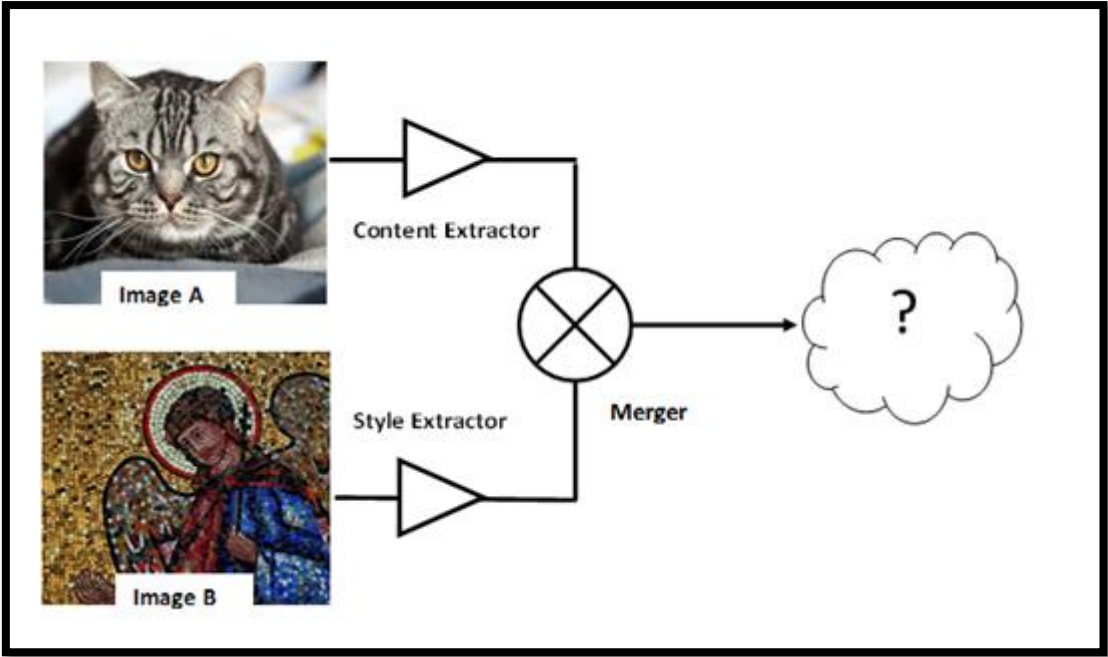 Content Extractor
Image A
?
Style Extractor
Merger
Image B